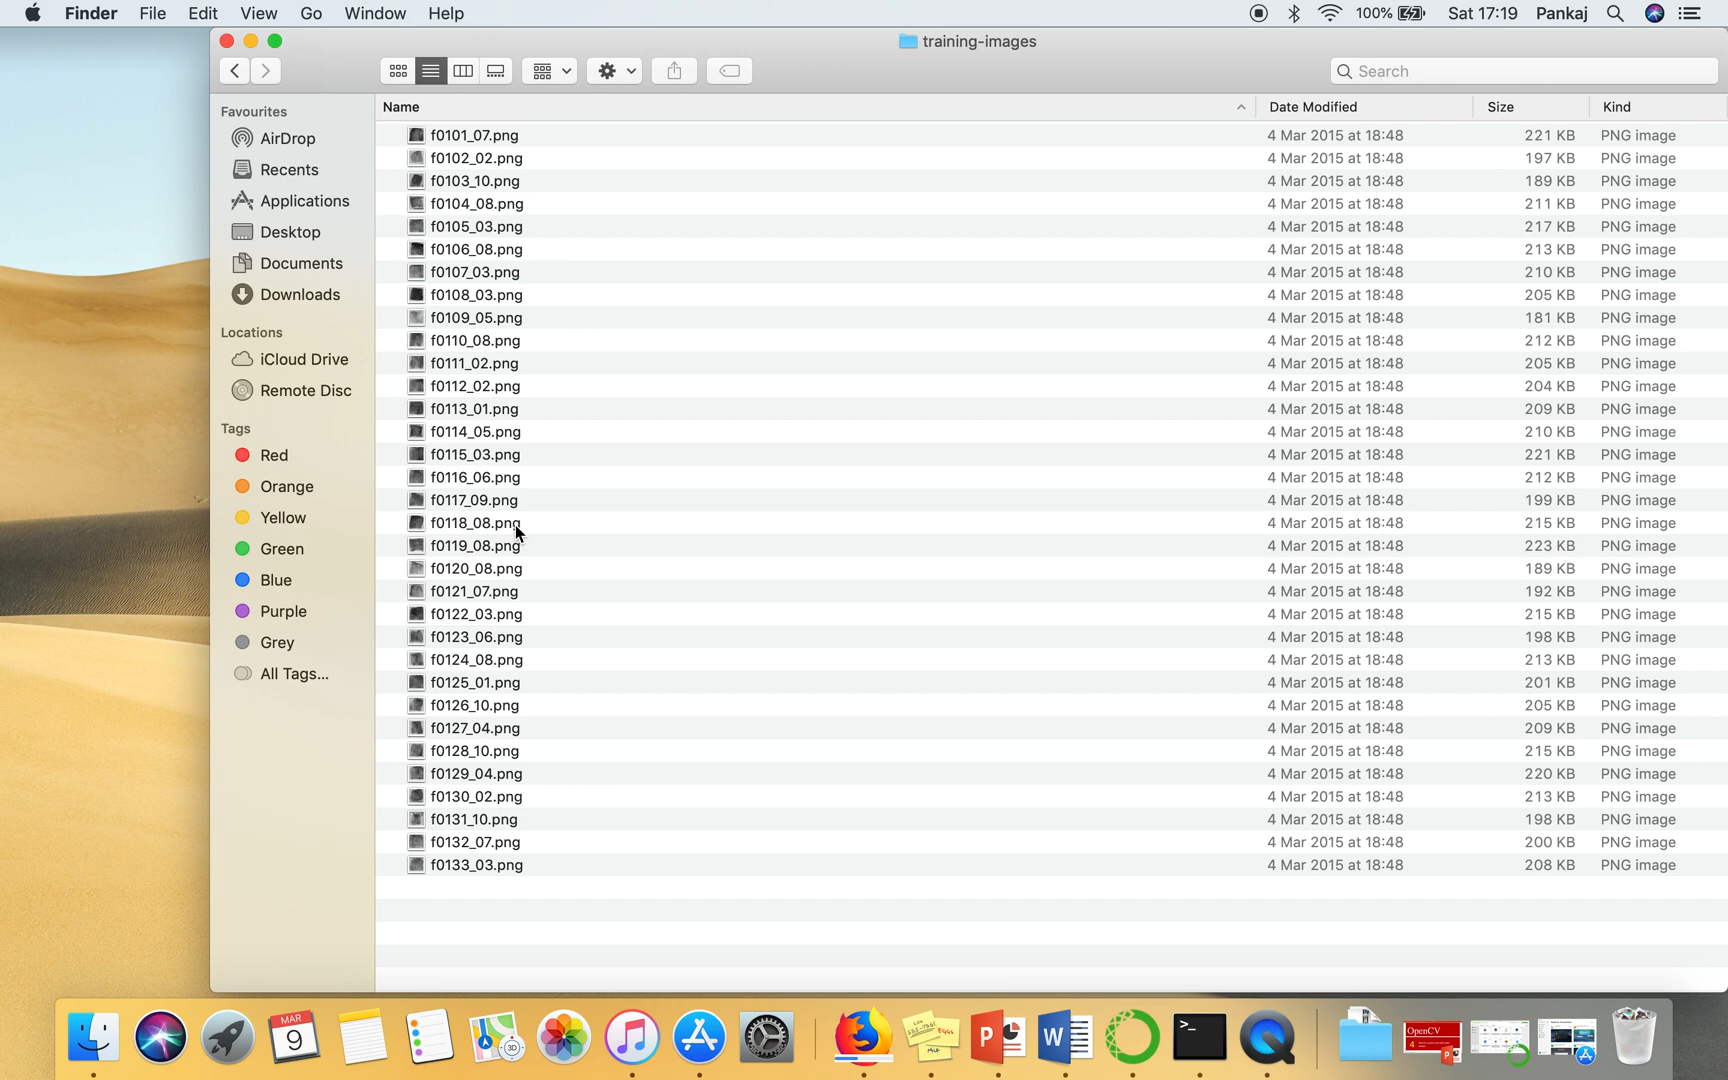 Finder File Edit View Go Window Help 100% Sat 17:19 Pankaj
training-images
Search
Favourites
AirDrop
Recents
Applications
Desktop
Documents
Downloads
Locations
iCloud Drive
Remote Disc
Tags
Red
Orange
Yellow
Green
Blue
Purple
Grey
All Tags...
Name Date Modified Size Kind
f0101_07.png 4 Mar 2015 at 18:48 221 KB PNG image
f0102_02.png 4 Mar 2015 at 18:48 197 KB PNG image
f0103_10.png 4 Mar 2015 at 18:48 189 KB PNG image
f0104_08.png 4 Mar 2015 at 18:48 211 KB PNG image
f0105_03.png 4 Mar 2015 at 18:48 217 KB PNG image
f0106_08.png 4 Mar 2015 at 18:48 213 KB PNG image
f0107_03.png 4 Mar 2015 at 18:48 210 KB PNG image
f0108_03.png 4 Mar 2015 at 18:48 205 KB PNG image
f0109_05.png 4 Mar 2015 at 18:48 181 KB PNG image
f0110_08.png 4 Mar 2015 at 18:48 212 KB PNG image
f0111_02.png 4 Mar 2015 at 18:48 205 KB PNG image
f0112_02.png 4 Mar 2015 at 18:48 204 KB PNG image
f0113_01.png 4 Mar 2015 at 18:48 209 KB PNG image
f0114_05.png 4 Mar 2015 at 18:48 210 KB PNG image
f0115_03.png 4 Mar 2015 at 18:48 221 KB PNG image
f0116_06.png 4 Mar 2015 at 18:48 212 KB PNG image
f0117_09.png 4 Mar 2015 at 18:48 199 KB PNG image
f0118_08.png 4 Mar 2015 at 18:48 215 KB PNG image
f0119_08.png 4 Mar 2015 at 18:48 223 KB PNG image
f0120_08.png 4 Mar 2015 at 18:48 189 KB PNG image
f0121_07.png 4 Mar 2015 at 18:48 192 KB PNG image
f0122_03.png 4 Mar 2015 at 18:48 215 KB PNG image
f0123_06.png 4 Mar 2015 at 18:48 198 KB PNG image
f0124_08.png 4 Mar 2015 at 18:48 213 KB PNG image
f0125_01.png 4 Mar 2015 at 18:48 201 KB PNG image
f0126_10.png 4 Mar 2015 at 18:48 205 KB PNG image
f0127_04.png 4 Mar 2015 at 18:48 209 KB PNG image
f0128_10.png 4 Mar 2015 at 18:48 215 KB PNG image
f0129_04.png 4 Mar 2015 at 18:48 220 KB PNG image
f0130_02.png 4 Mar 2015 at 18:48 213 KB PNG image
f0131_10.png 4 Mar 2015 at 18:48 198 KB PNG image
f0132_07.png 4 Mar 2015 at 18:48 200 KB PNG image
f0133_03.png 4 Mar 2015 at 18:48 208 KB PNG image
MAR
9
3D
P
W
>_
OpenCV
4